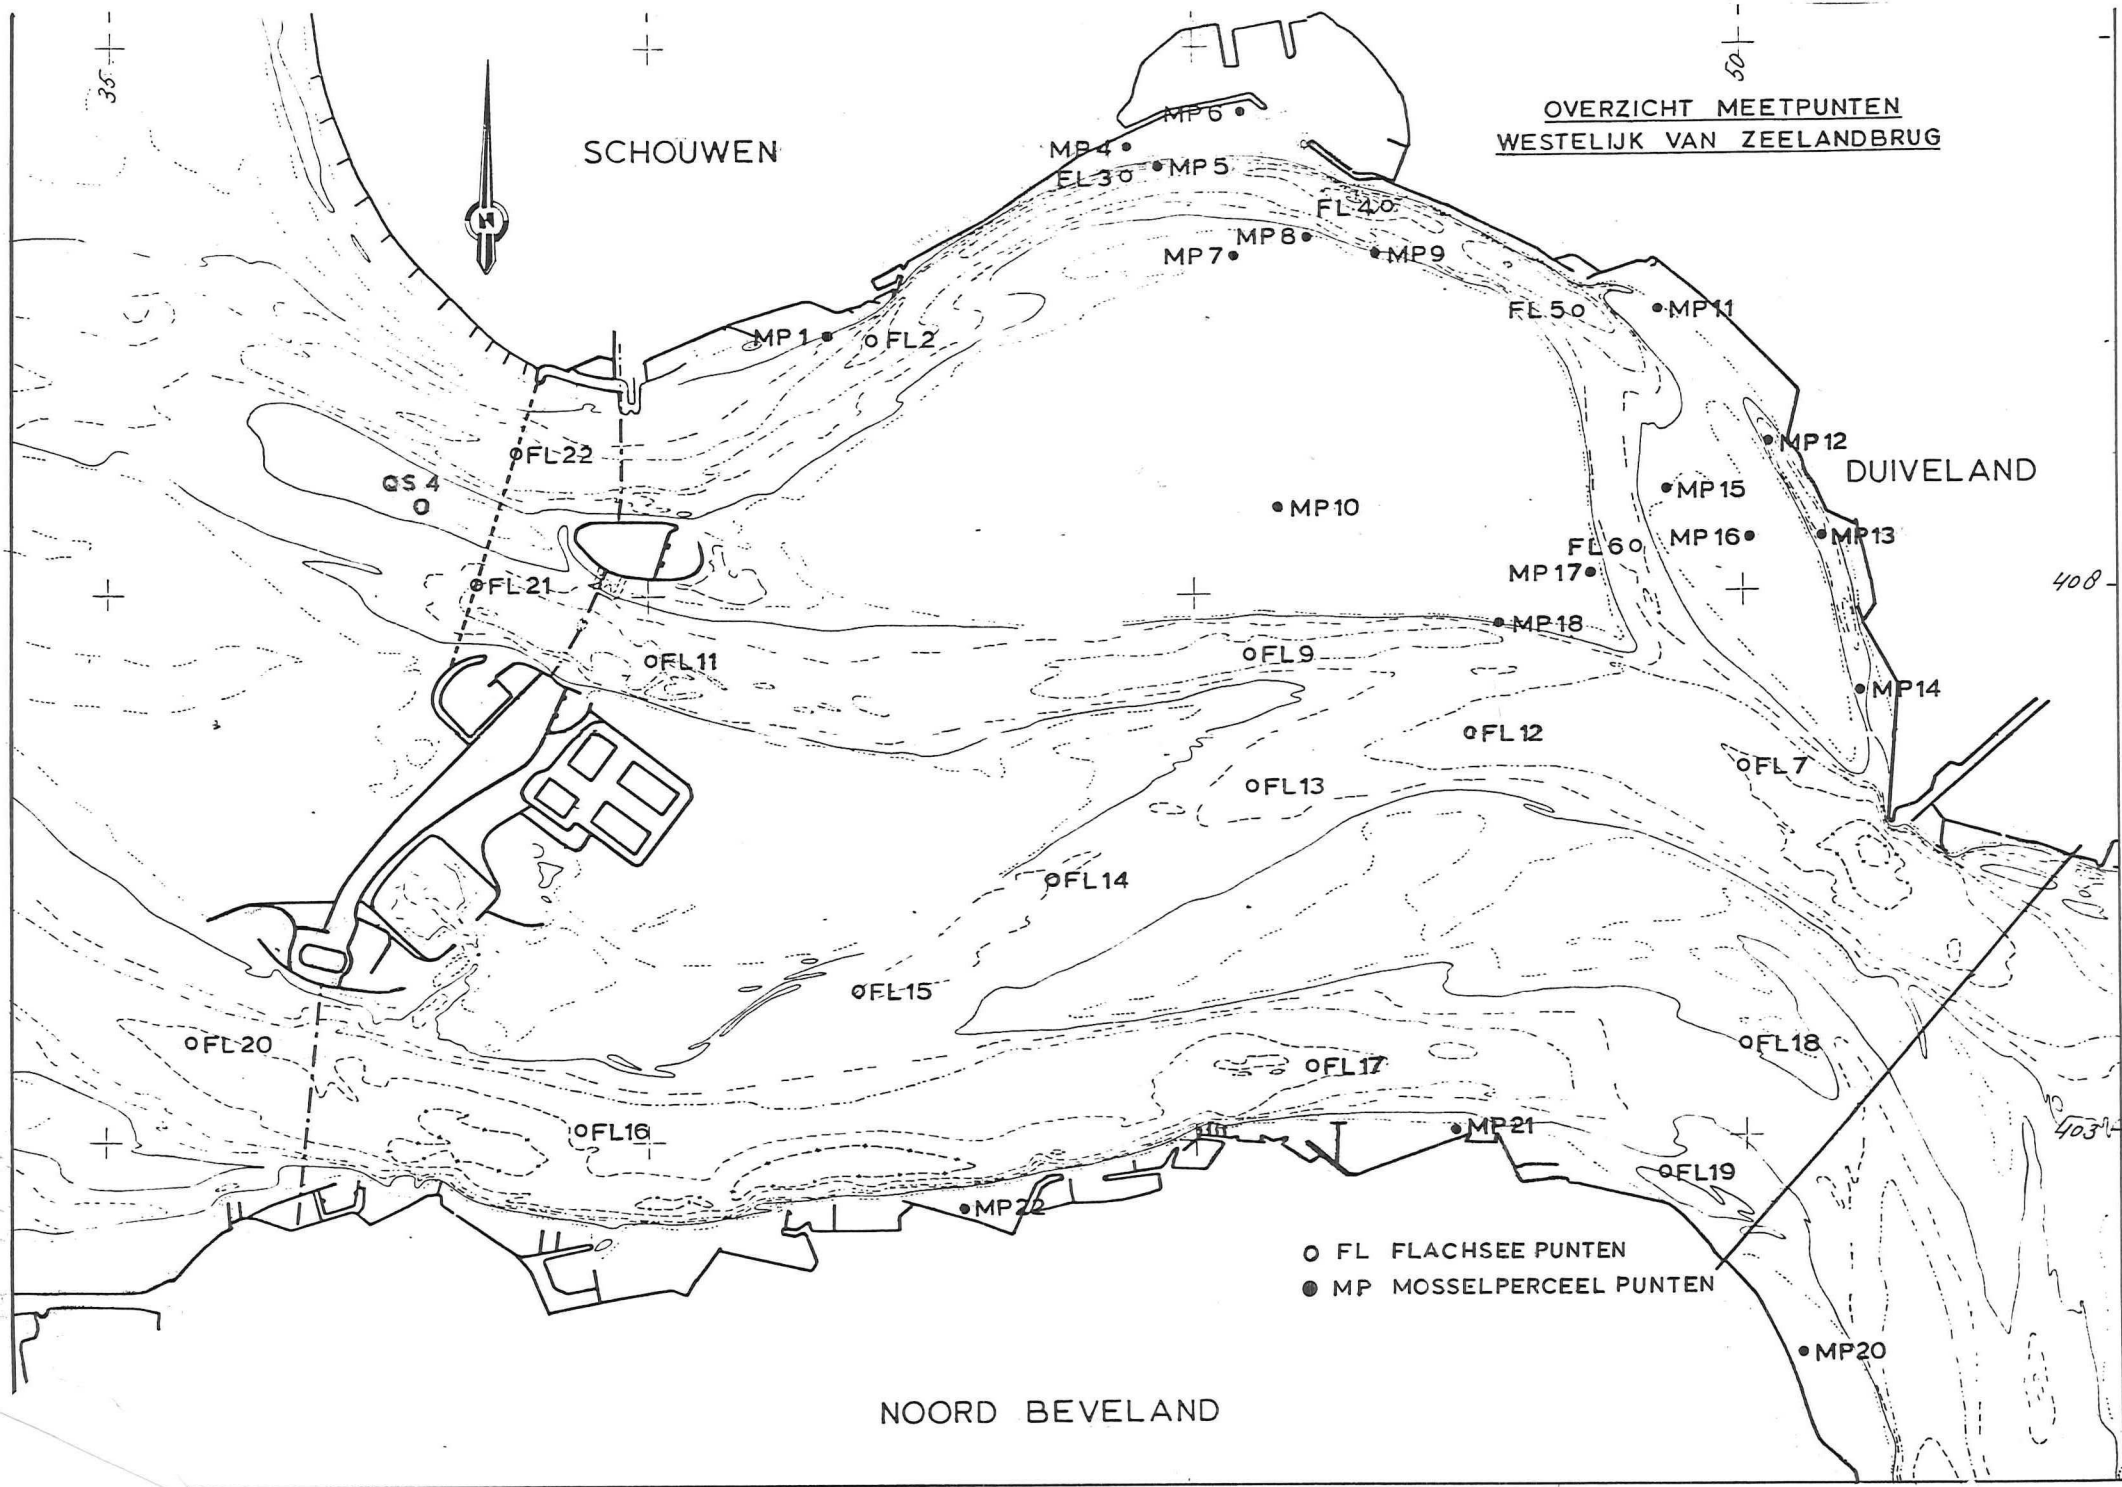 35
50
OVERZICHT MEETPUNTEN
WESTELIJK VAN ZEELANDBRUG
SCHOUWEN
N
MP6
MP4
MP5
FL3
FL4
MP8
MP7
MP9
FL5
MP11
MP1
FL2
MP12
DUIVELAND
FL22
OS 4
MP15
MP10
MP16
MP13
FL6
MP17
FL21
408
MP18
FL11
FL9
MP14
FL12
FL7
FL13
FL14
FL15
FL20
FL18
FL17
FL16
MP21
403
FL19
MP22
O FL FLACHSEE PUNTEN
● MP MOSSELPERCEEL PUNTEN
MP20
NOORD BEVELAND